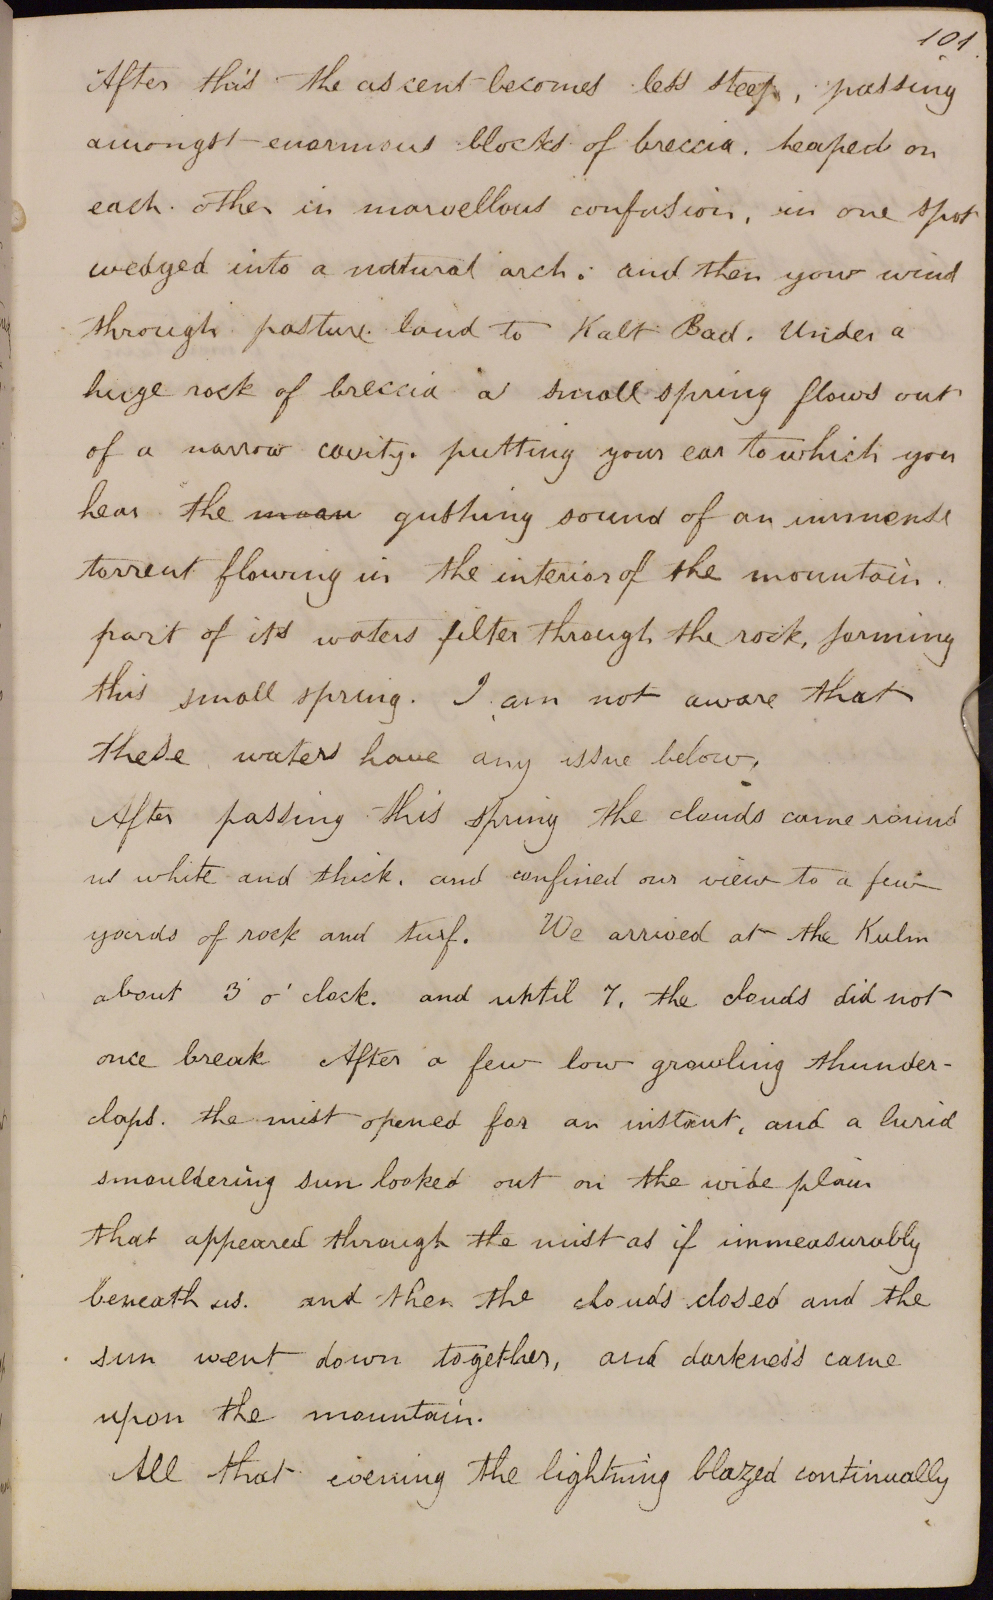 101
After this the ascent becomes less steep, passing
amongst enormous blocks of breccia. heaped on
each other in marvellous confusion, in one spot
wedged into a natural arch: and then your wind
through pasture land to Kalt Bad. Under a
huge rock of breccia a small spring flows out
of a narrow cavity. putting your ear to which you
hear the moan gushing sound of an immense
torrent flowing in the interior of the mountain.
part of its waters filter through the rock, forming
this small spring. I am not aware that
these waters have any issue below.
After passing this spring the clouds came round
us white and thick. and confined our view to a few
yards of rock and turf. We arrived at the Kulm
about 3 o'clock. and until 7, the clouds did not
once break After a few low growling thunder-
claps. the mist opened for an instant, and a lurid
smouldering sun looked out on the wide plain
that appeared through the mist as if immeasurably
beneath us. and then the clouds closed and the
sun went down together, and darkness came
upon the mountain.
All that evening the lightning blazed continually